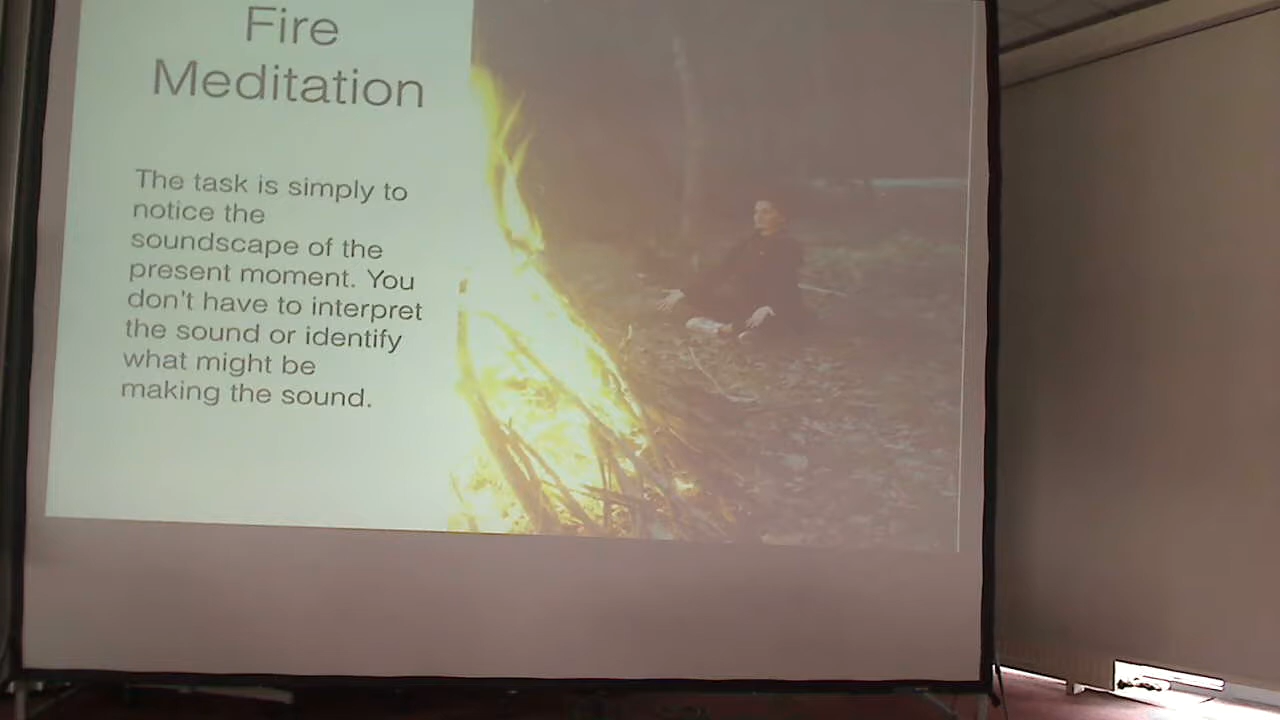 Fire
Meditation
The task is simply to
notice the
soundscape of the
present moment. You
don't have to interpret
the sound or identify
what might be
making the sound.